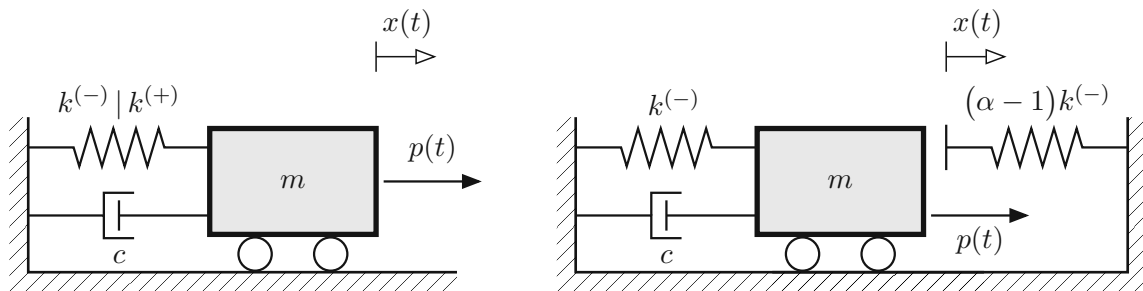 x(t)
k⁽⁻⁾ | k⁽⁺⁾
p(t)
m
c
x(t)
k⁽⁻⁾
(α − 1)k⁽⁻⁾
m
p(t)
c